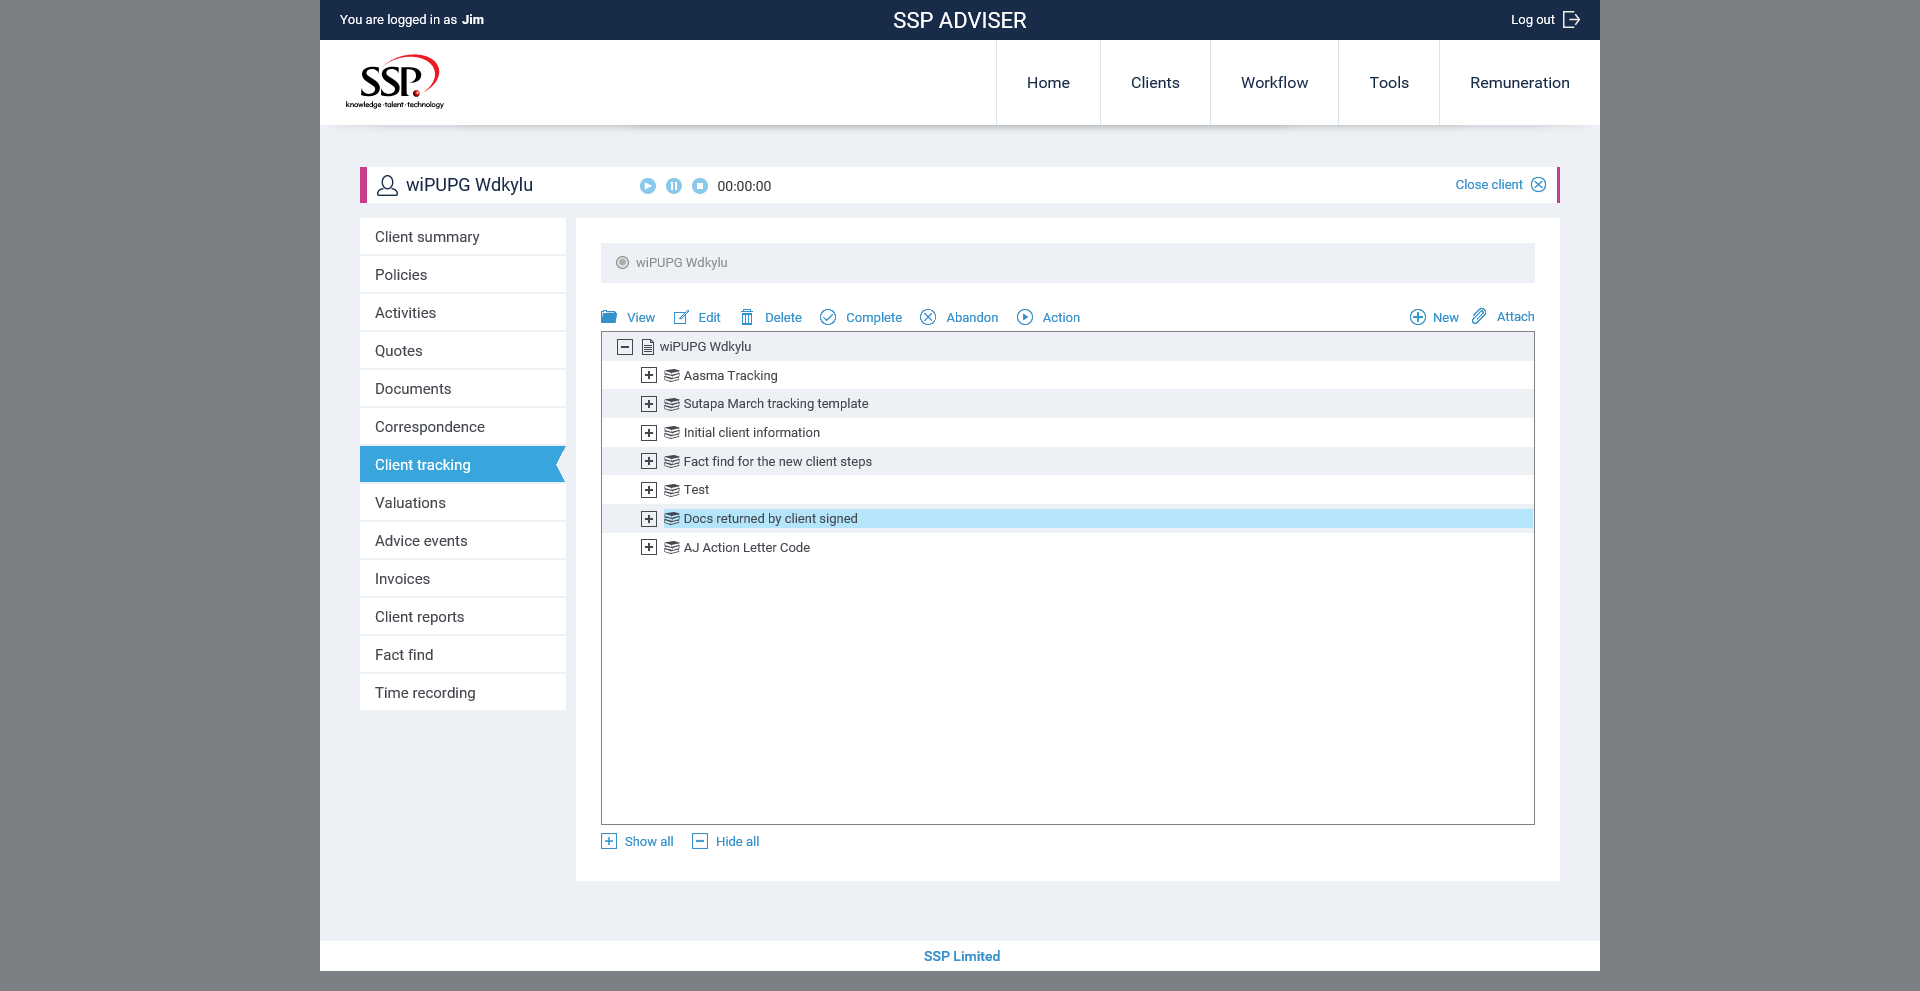 You are logged in as Jim
SSP ADVISER
Log out
SSP
knowledge·talent·technology
Home
Clients
Workflow
Tools
Remuneration
wiPUPG Wdkylu
00:00:00
Close client
Client summary
Policies
Activities
Quotes
Documents
Correspondence
Client tracking
Valuations
Advice events
Invoices
Client reports
Fact find
Time recording
wiPUPG Wdkylu
View
Edit
Delete
Complete
Abandon
Action
New
Attach
wiPUPG Wdkylu
Aasma Tracking
Sutapa March tracking template
Initial client information
Fact find for the new client steps
Test
Docs returned by client signed
AJ Action Letter Code
Show all
Hide all
SSP Limited